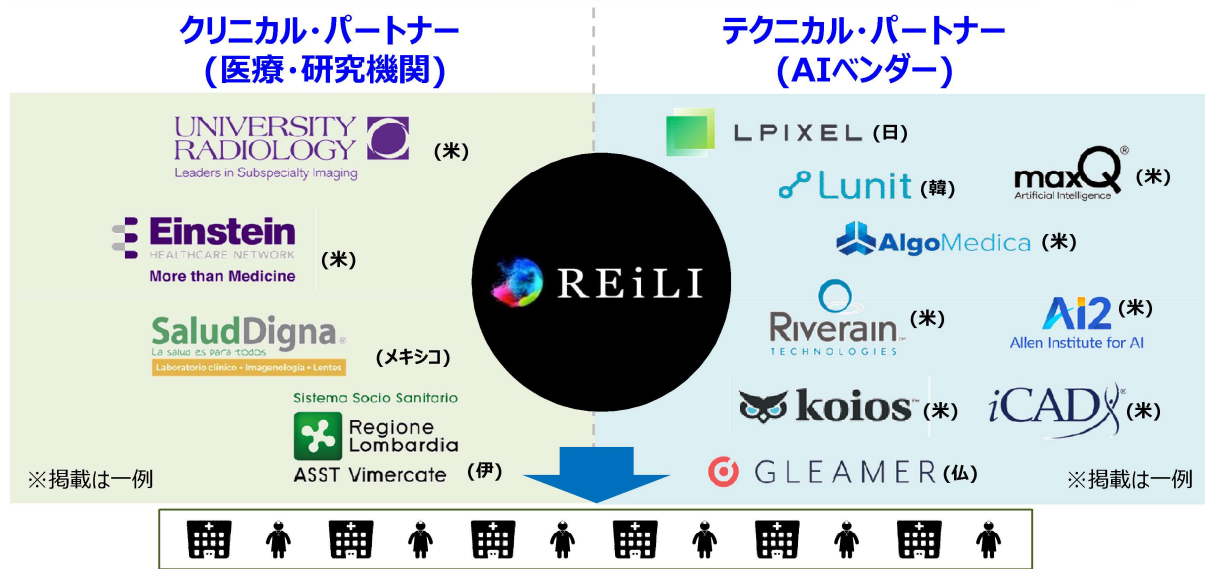 クリニカル・パートナー
(医療・研究機関)
テクニカル・パートナー
(AIベンダー)
UNIVERSITY
RADIOLOGY
Leaders in Subspecialty Imaging
(米)
Einstein
HEALTHCARE NETWORK
More than Medicine
(米)
SaludDigna®
La salud es para todos
Laboratorio clínico • Imagenología • Lentes
(メキシコ)
Sistema Socio Sanitario
Regione
Lombardia
ASST Vimercate
(伊)
※掲載は一例
REiLI
LPIXEL (日)
Lunit (韓)
maxQ® (米)
Artificial Intelligence
AlgoMedica (米)
Riverain (米)
TECHNOLOGIES
Ai2 (米)
Allen Institute for AI
koios™ (米)
iCAD® (米)
GLEAMER (仏)
※掲載は一例